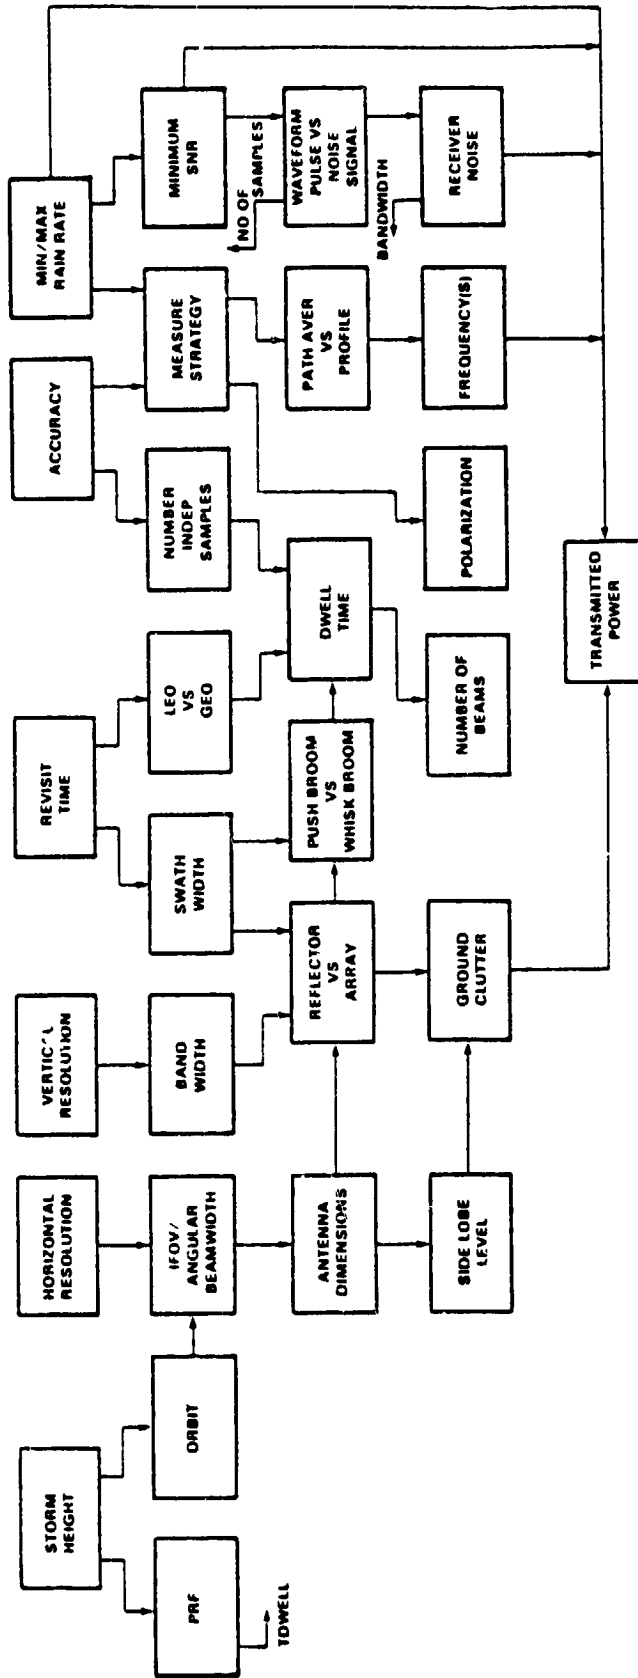 STORM
HEIGHT
HORIZONTAL
RESOLUTION
VERTICAL
RESOLUTION
REVISIT
TIME
ACCURACY
MIN/MAX
RAIN RATE
PRF
TDWELL
ORBIT
IFOV/
ANGULAR
BEAMWIDTH
BAND
WIDTH
SWATH
WIDTH
LEO
VS
GEO
NUMBER
INDEP
SAMPLES
MEASURE
STRATEGY
MINIMUM
SNR
NO OF
SAMPLES
ANTENNA
DIMENSIONS
REFLECTOR
VS
ARRAY
PUSH BROOM
VS
WHISK BROOM
DWELL
TIME
PATH AVER
VS
PROFILE
WAVEFORM
PULSE VS
NOISE
SIGNAL
BANDWIDTH
SIDE LOBE
LEVEL
GROUND
CLUTTER
NUMBER OF
BEAMS
POLARIZATION
FREQUENCY(S)
RECEIVER
NOISE
TRANSMITTED
POWER